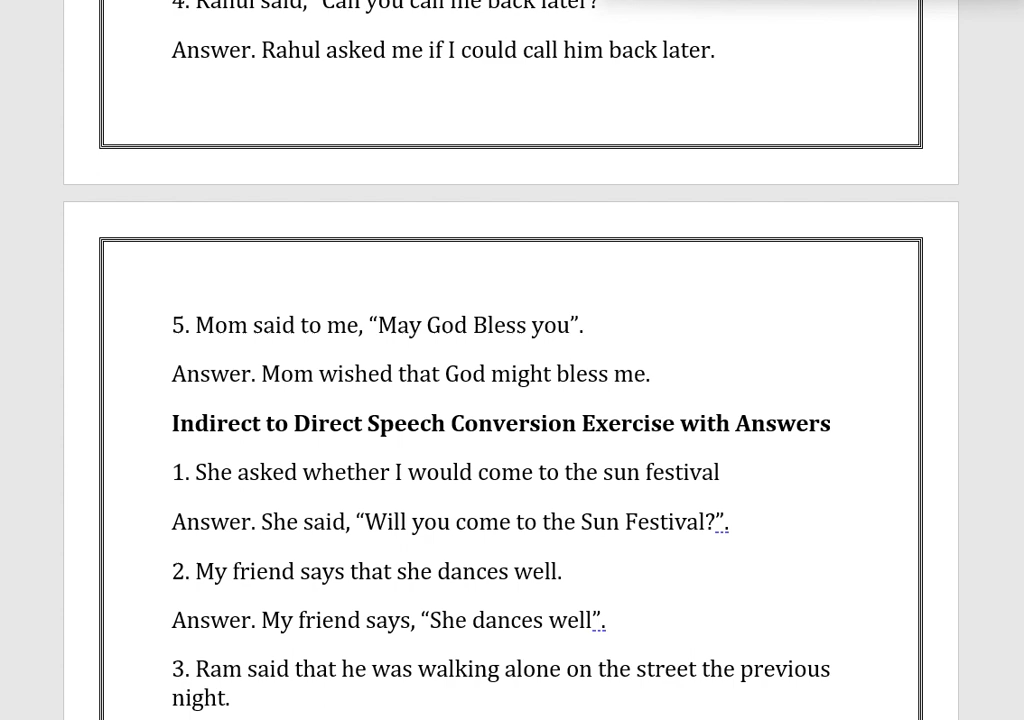 4. Rahul said, “Can you call me back later?
Answer. Rahul asked me if I could call him back later.
5. Mom said to me, “May God Bless you”.
Answer. Mom wished that God might bless me.
Indirect to Direct Speech Conversion Exercise with Answers
1. She asked whether I would come to the sun festival
Answer. She said, “Will you come to the Sun Festival?”.
2. My friend says that she dances well.
Answer. My friend says, “She dances well”.
3. Ram said that he was walking alone on the street the previous
night.